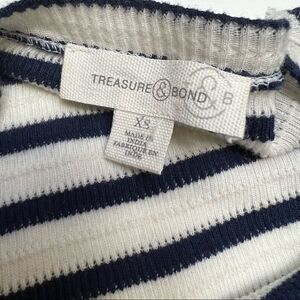 TREASURE & BOND
& B
XS
MADE IN
INDIA
FABRIQUÉ EN
INDE